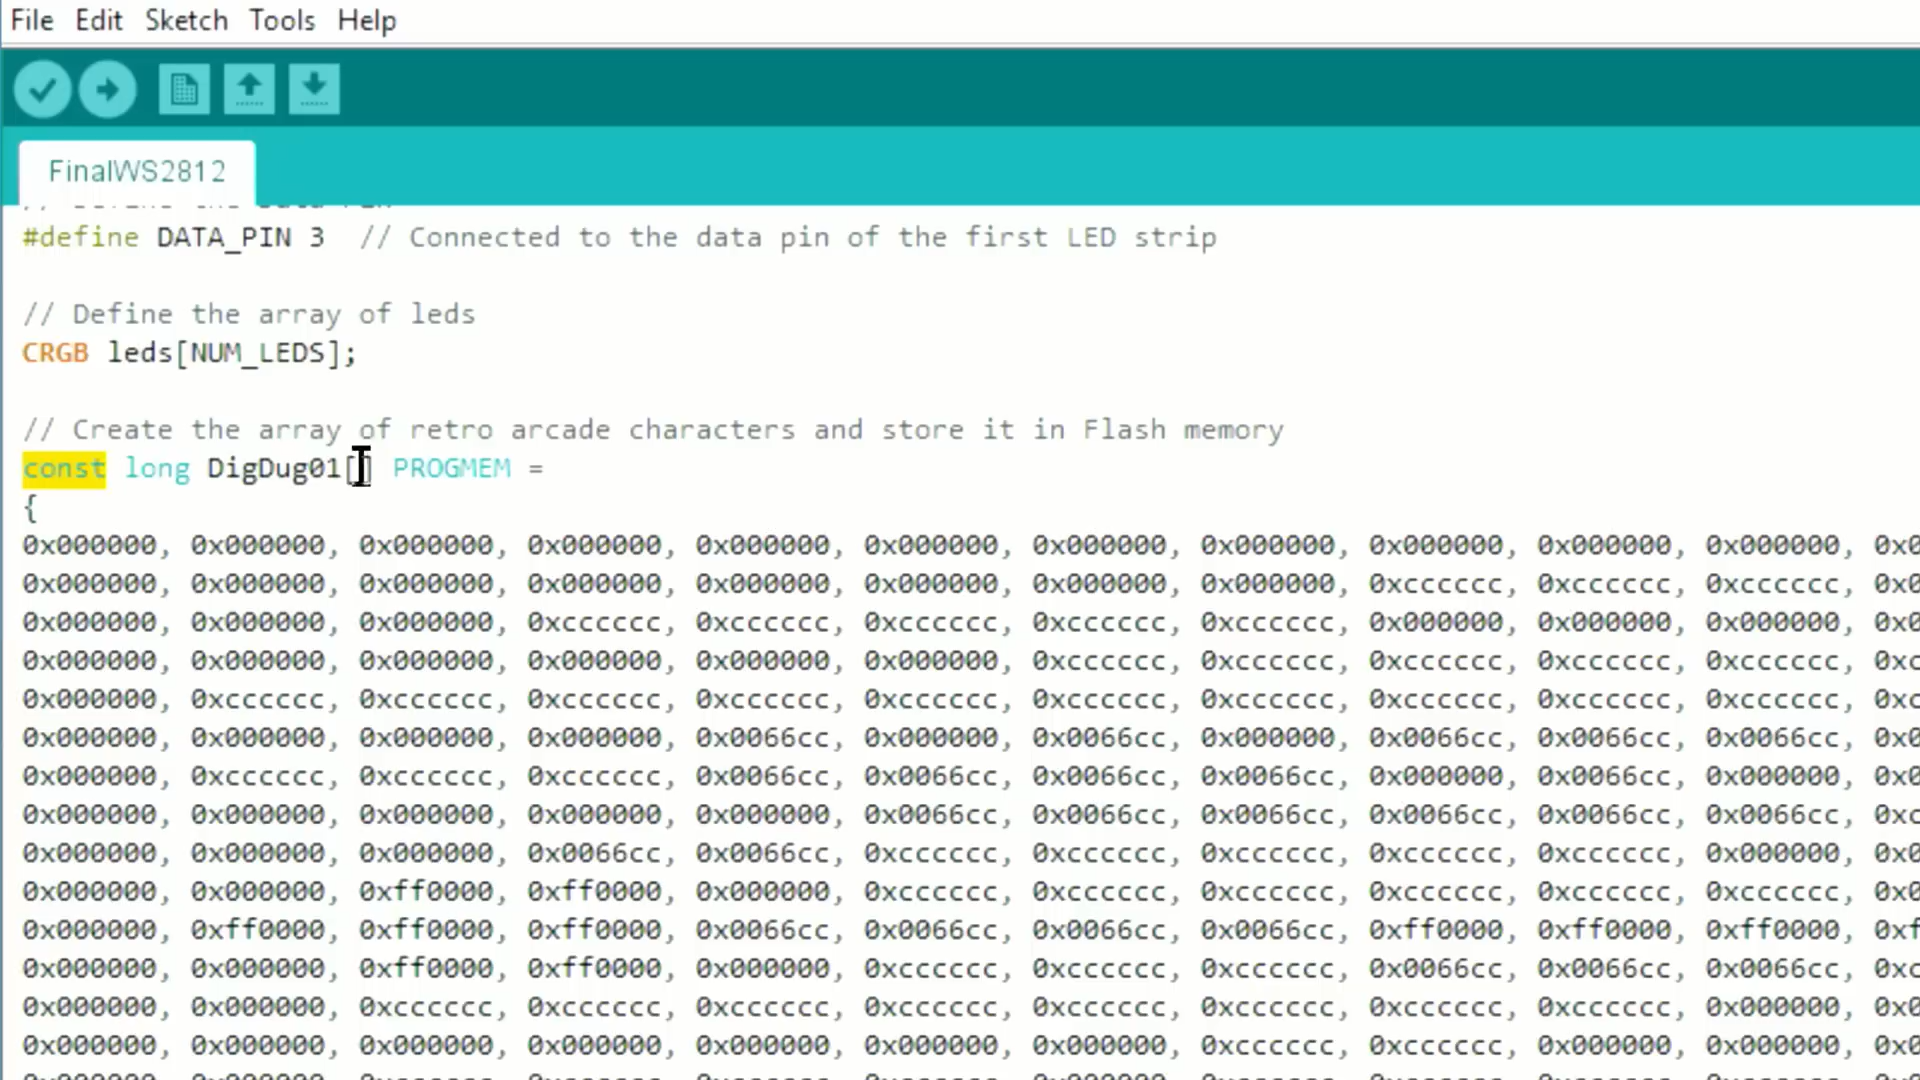 File Edit Sketch Tools Help
FinalWS2812
#define DATA_PIN 3 // Connected to the data pin of the first LED strip
// Define the array of leds
CRGB leds[NUM_LEDS];
// Create the array of retro arcade characters and store it in Flash memory
const long DigDug01[] PROGMEM =
{
0x000000, 0x000000, 0x000000, 0x000000, 0x000000, 0x000000, 0x000000, 0x000000, 0x000000, 0x000000, 0x000000,
0x000000, 0x000000, 0x000000, 0x000000, 0x000000, 0x000000, 0x000000, 0x000000, 0xcccccc, 0xcccccc, 0xcccccc,
0x000000, 0x000000, 0x000000, 0xcccccc, 0xcccccc, 0xcccccc, 0xcccccc, 0xcccccc, 0x000000, 0x000000, 0x000000,
0x000000, 0x000000, 0x000000, 0x000000, 0x000000, 0x000000, 0xcccccc, 0xcccccc, 0xcccccc, 0xcccccc, 0xcccccc,
0x000000, 0xcccccc, 0xcccccc, 0xcccccc, 0xcccccc, 0xcccccc, 0xcccccc, 0xcccccc, 0xcccccc, 0xcccccc, 0xcccccc,
0x000000, 0x000000, 0x000000, 0x000000, 0x0066cc, 0x000000, 0x0066cc, 0x000000, 0x0066cc, 0x0066cc, 0x0066cc,
0x000000, 0xcccccc, 0xcccccc, 0xcccccc, 0x0066cc, 0x0066cc, 0x0066cc, 0x0066cc, 0x000000, 0x0066cc, 0x000000,
0x000000, 0x000000, 0x000000, 0x000000, 0x000000, 0x0066cc, 0x0066cc, 0x0066cc, 0x0066cc, 0x0066cc, 0x0066cc,
0x000000, 0x000000, 0x000000, 0x0066cc, 0x0066cc, 0xcccccc, 0xcccccc, 0xcccccc, 0xcccccc, 0xcccccc, 0x000000,
0x000000, 0x000000, 0xff0000, 0xff0000, 0x000000, 0xcccccc, 0xcccccc, 0xcccccc, 0xcccccc, 0xcccccc, 0xcccccc,
0x000000, 0xff0000, 0xff0000, 0xff0000, 0x0066cc, 0x0066cc, 0x0066cc, 0x0066cc, 0xff0000, 0xff0000, 0xff0000,
0x000000, 0x000000, 0xff0000, 0xff0000, 0x000000, 0xcccccc, 0xcccccc, 0xcccccc, 0x0066cc, 0x0066cc, 0x0066cc,
0x000000, 0x000000, 0xcccccc, 0xcccccc, 0xcccccc, 0xcccccc, 0xcccccc, 0xcccccc, 0xcccccc, 0xcccccc, 0x000000,
0x000000, 0x000000, 0x000000, 0x000000, 0x000000, 0x000000, 0x000000, 0xcccccc, 0xcccccc, 0x000000, 0x000000,